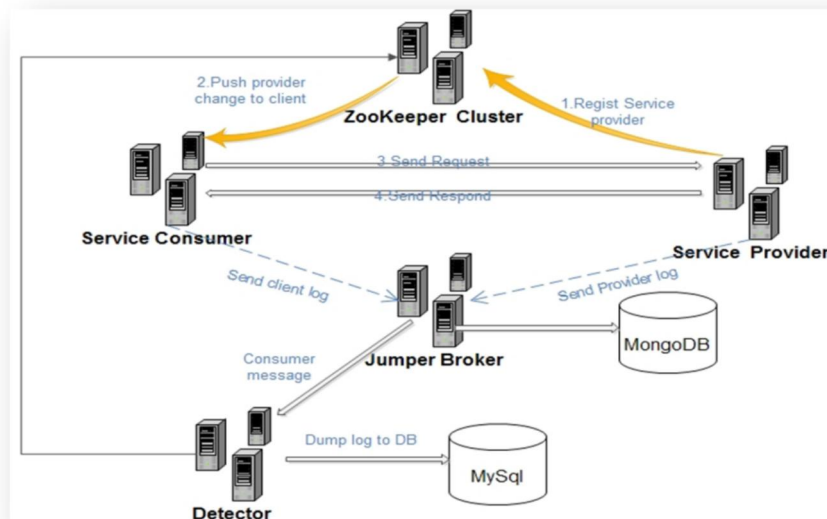 2.Push provider
change to client
1.Regist Service
provider
ZooKeeper Cluster
3.Send Request
4.Send Respond
Service Consumer
Service Provider
Send client log
Send Provider log
MongoDB
Jumper Broker
Consumer
message
Dump log to DB
MySql
Detector